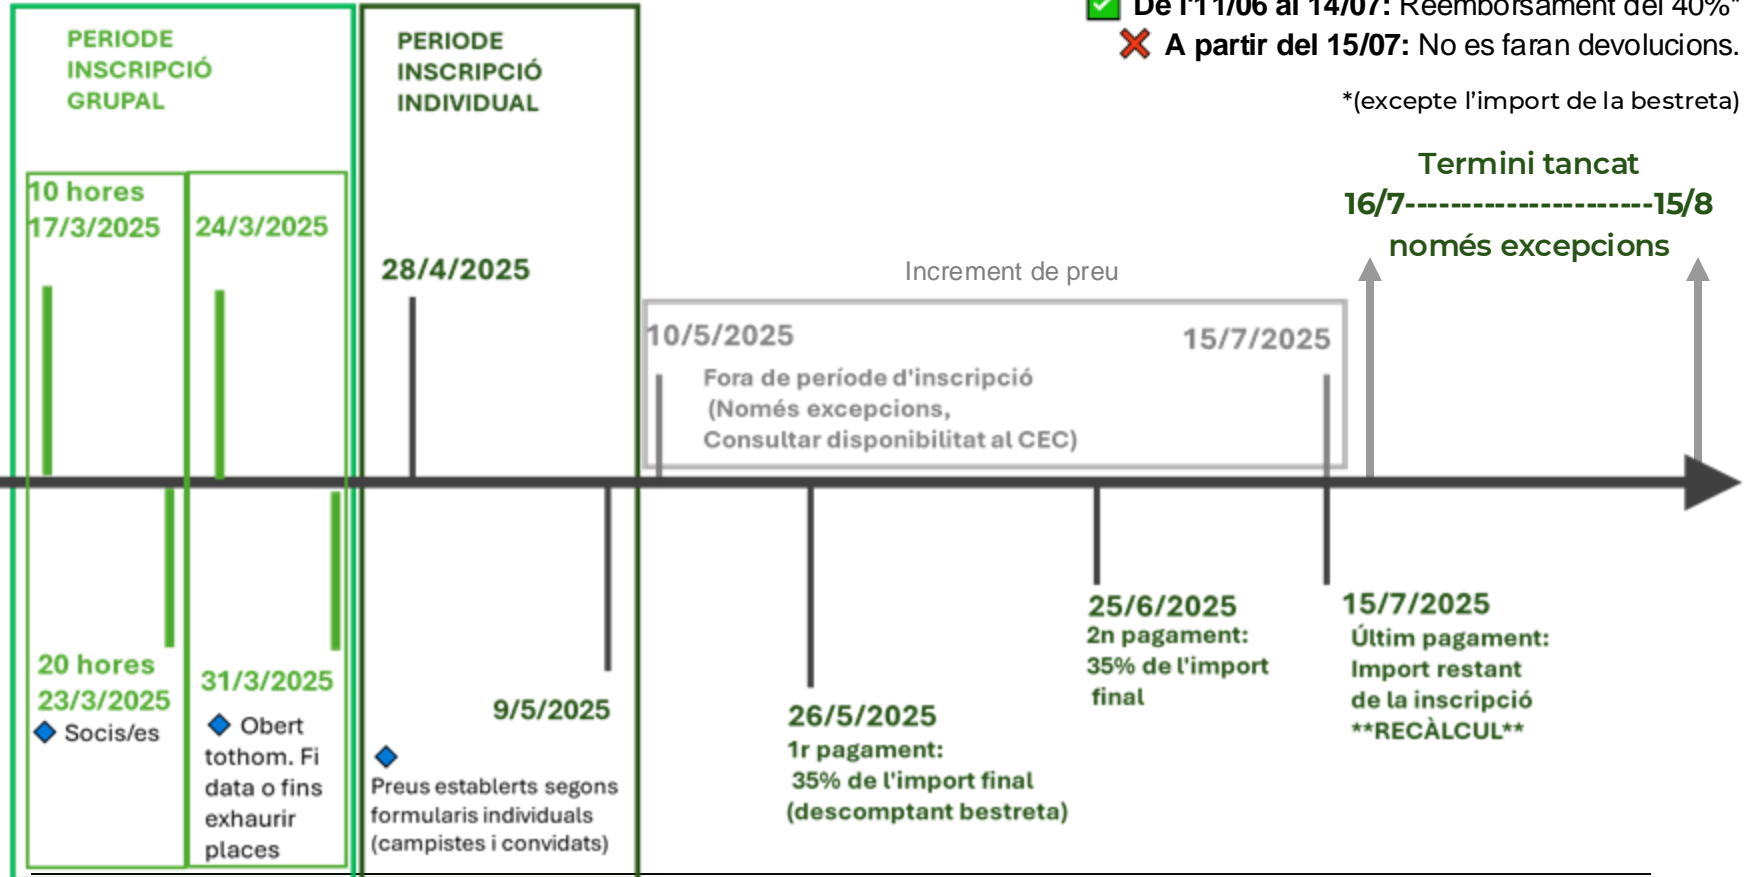 De l'11/06 al 14/07: Reemborsament del 40%*
A partir del 15/07: No es faran devolucions.
*(excepte l'import de la bestreta)
PERIODE
INSCRIPCIÓ
GRUPAL
PERIODE
INSCRIPCIÓ
INDIVIDUAL
Termini tancat
16/7----------------------15/8
només excepcions
10 hores
17/3/2025
24/3/2025
28/4/2025
Increment de preu
10/5/2025
15/7/2025
Fora de període d'inscripció
(Només excepcions,
Consultar disponibilitat al CEC)
20 hores
23/3/2025
Socis/es
31/3/2025
Obert
tothom. Fi
data o fins
exhaurir
places
9/5/2025
Preus establerts segons
formularis individuals
(campistes i convidats)
26/5/2025
1r pagament:
35% de l'import final
(descomptant bestreta)
25/6/2025
2n pagament:
35% de l'import
final
15/7/2025
Últim pagament:
Import restant
de la inscripció
**RECÀLCUL**